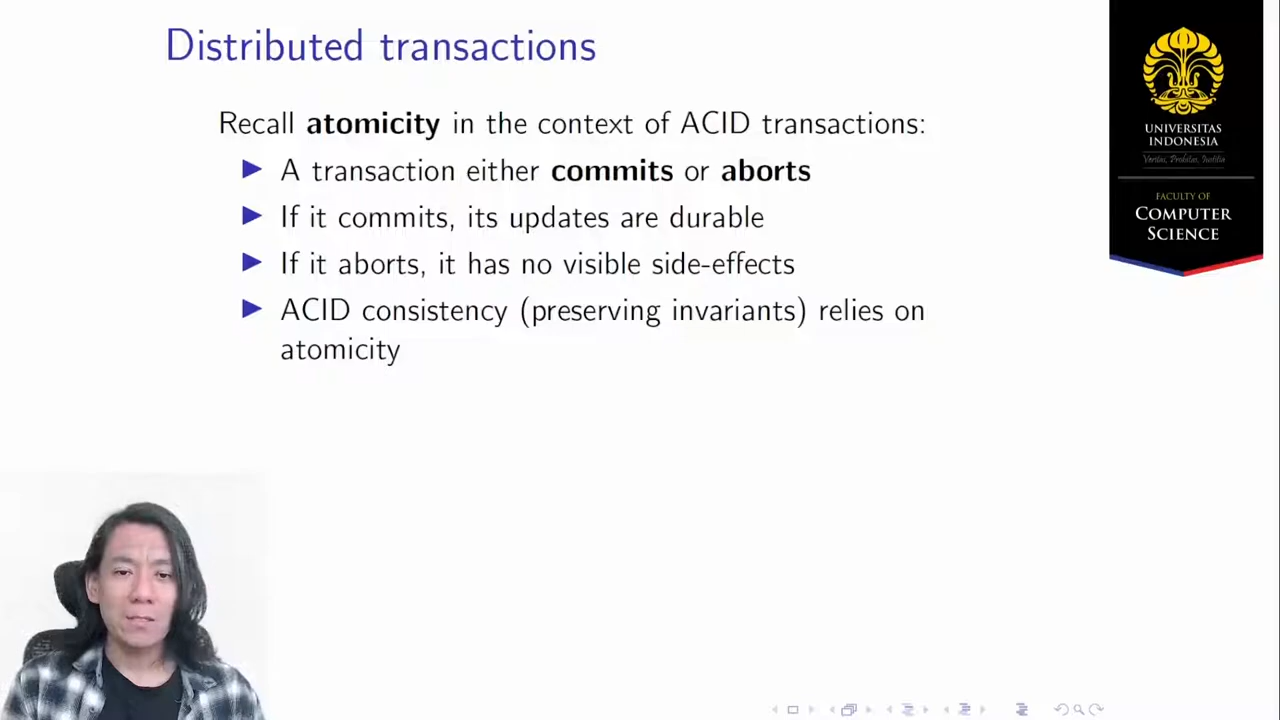 Distributed transactions
Recall atomicity in the context of ACID transactions:
A transaction either commits or aborts
If it commits, its updates are durable
If it aborts, it has no visible side-effects
ACID consistency (preserving invariants) relies on
atomicity
UNIVERSITAS
INDONESIA
Veritas, Probitas, Iustitia
FACULTY OF
COMPUTER
SCIENCE